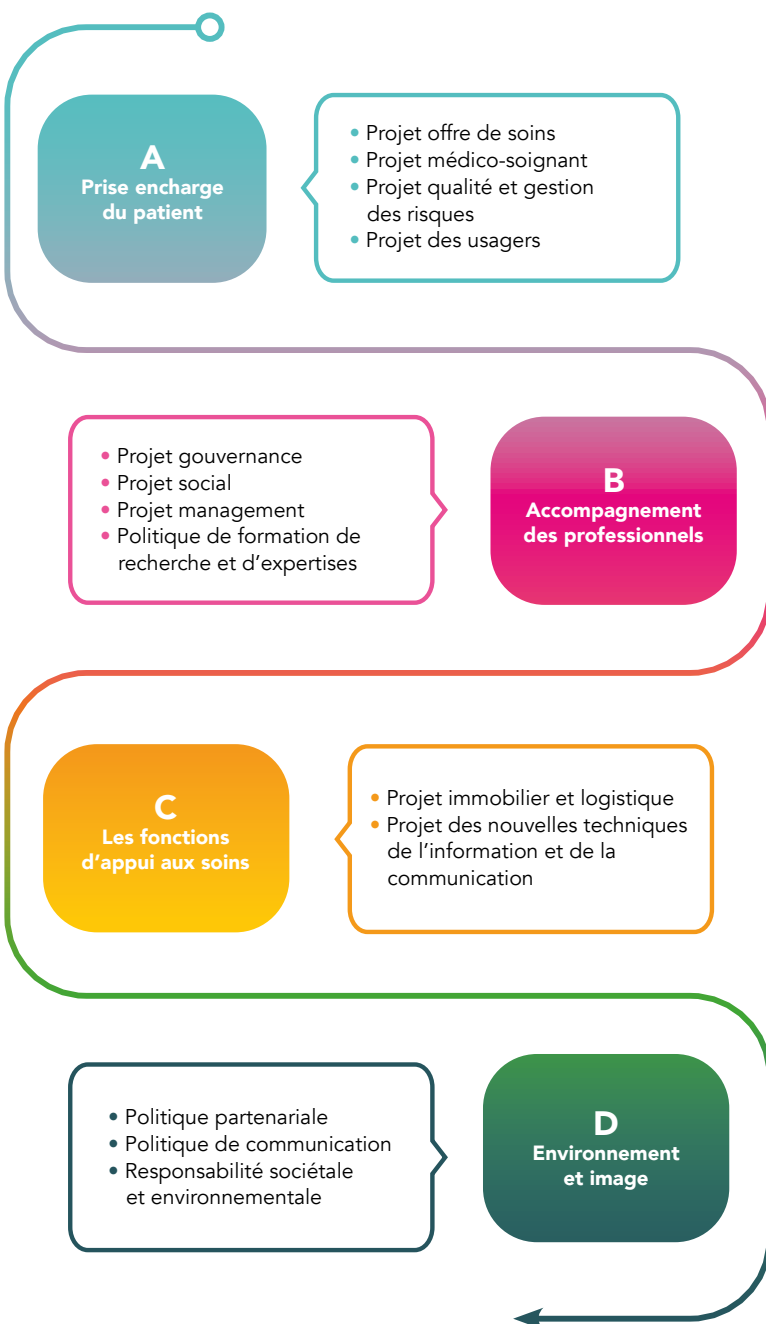 A
Prise encharge
du patient
• Projet offre de soins
• Projet médico-soignant
• Projet qualité et gestion
des risques
• Projet des usagers
• Projet gouvernance
• Projet social
• Projet management
• Politique de formation de
recherche et d'expertises
B
Accompagnement
des professionnels
C
Les fonctions
d'appui aux soins
• Projet immobilier et logistique
• Projet des nouvelles techniques
de l'information et de la
communication
• Politique partenariale
• Politique de communication
• Responsabilité sociétale
et environnementale
D
Environnement
et image